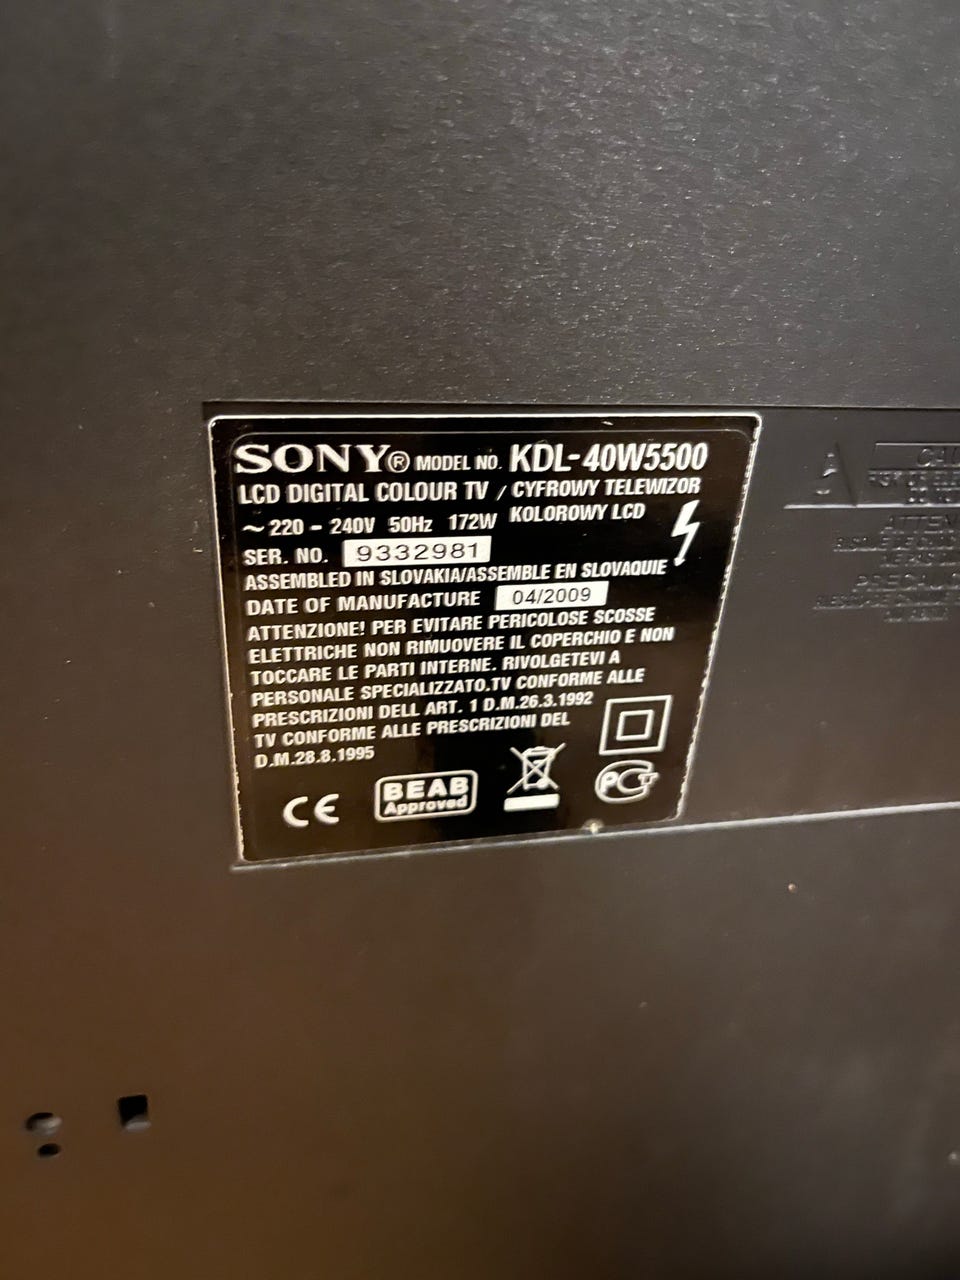 SONY® MODEL NO. KDL-40W5500
LCD DIGITAL COLOUR TV / CYFROWY TELEWIZOR
~ 220 - 240V 50Hz 172W KOLOROWY LCD
SER. NO. 9332981
ASSEMBLED IN SLOVAKIA/ASSEMBLE EN SLOVAQUIE
DATE OF MANUFACTURE 04/2009
ATTENZIONE! PER EVITARE PERICOLOSE SCOSSE
ELETTRICHE NON RIMUOVERE IL COPERCHIO E NON
TOCCARE LE PARTI INTERNE. RIVOLGETEVI A
PERSONALE SPECIALIZZATO.TV CONFORME ALLE
PRESCRIZIONI DELL ART. 1 D.M.26.3.1992
TV CONFORME ALLE PRESCRIZIONI DEL
D.M.28.8.1995
CE
BEAB
Approved